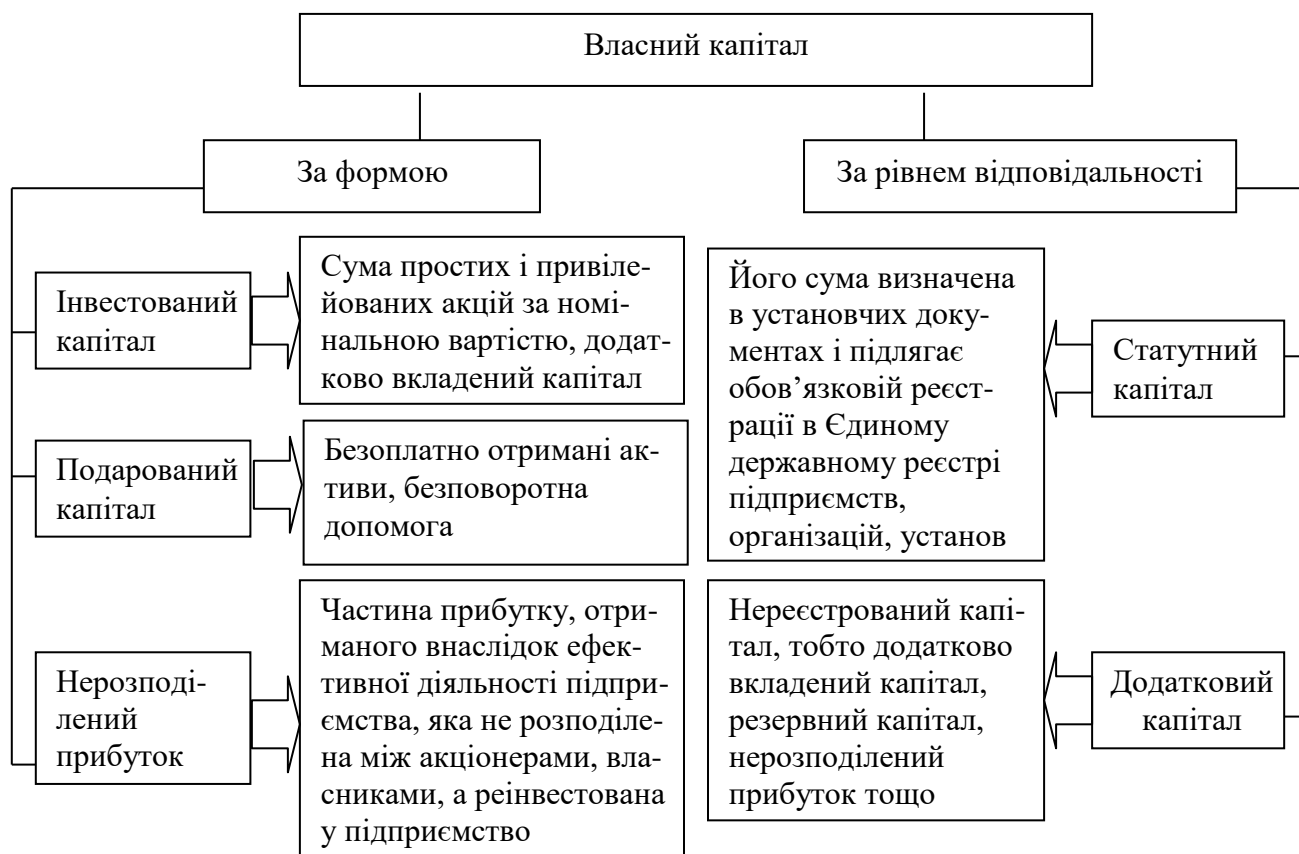 Власний капітал
За формою
За рівнем відповідальності
Інвестований
капітал
Сума простих і привіле-
йованих акцій за номі-
нальною вартістю, додат-
ково вкладений капітал
Подарований
капітал
Безоплатно отримані ак-
тиви, безповоротна
допомога
Нерозподі-
лений
прибуток
Частина прибутку, отри-
маного внаслідок ефек-
тивної діяльності підпри-
ємства, яка не розподіле-
на між акціонерами, вла-
сниками, а реінвестована
у підприємство
Його сума визначена
в установчих доку-
ментах і підлягає
обов’язковій реєст-
рації в Єдиному
державному реєстрі
підприємств,
організацій, установ
Статутний
капітал
Нереєстрований капі-
тал, тобто додатково
вкладений капітал,
резервний капітал,
нерозподілений
прибуток тощо
Додатковий
капітал